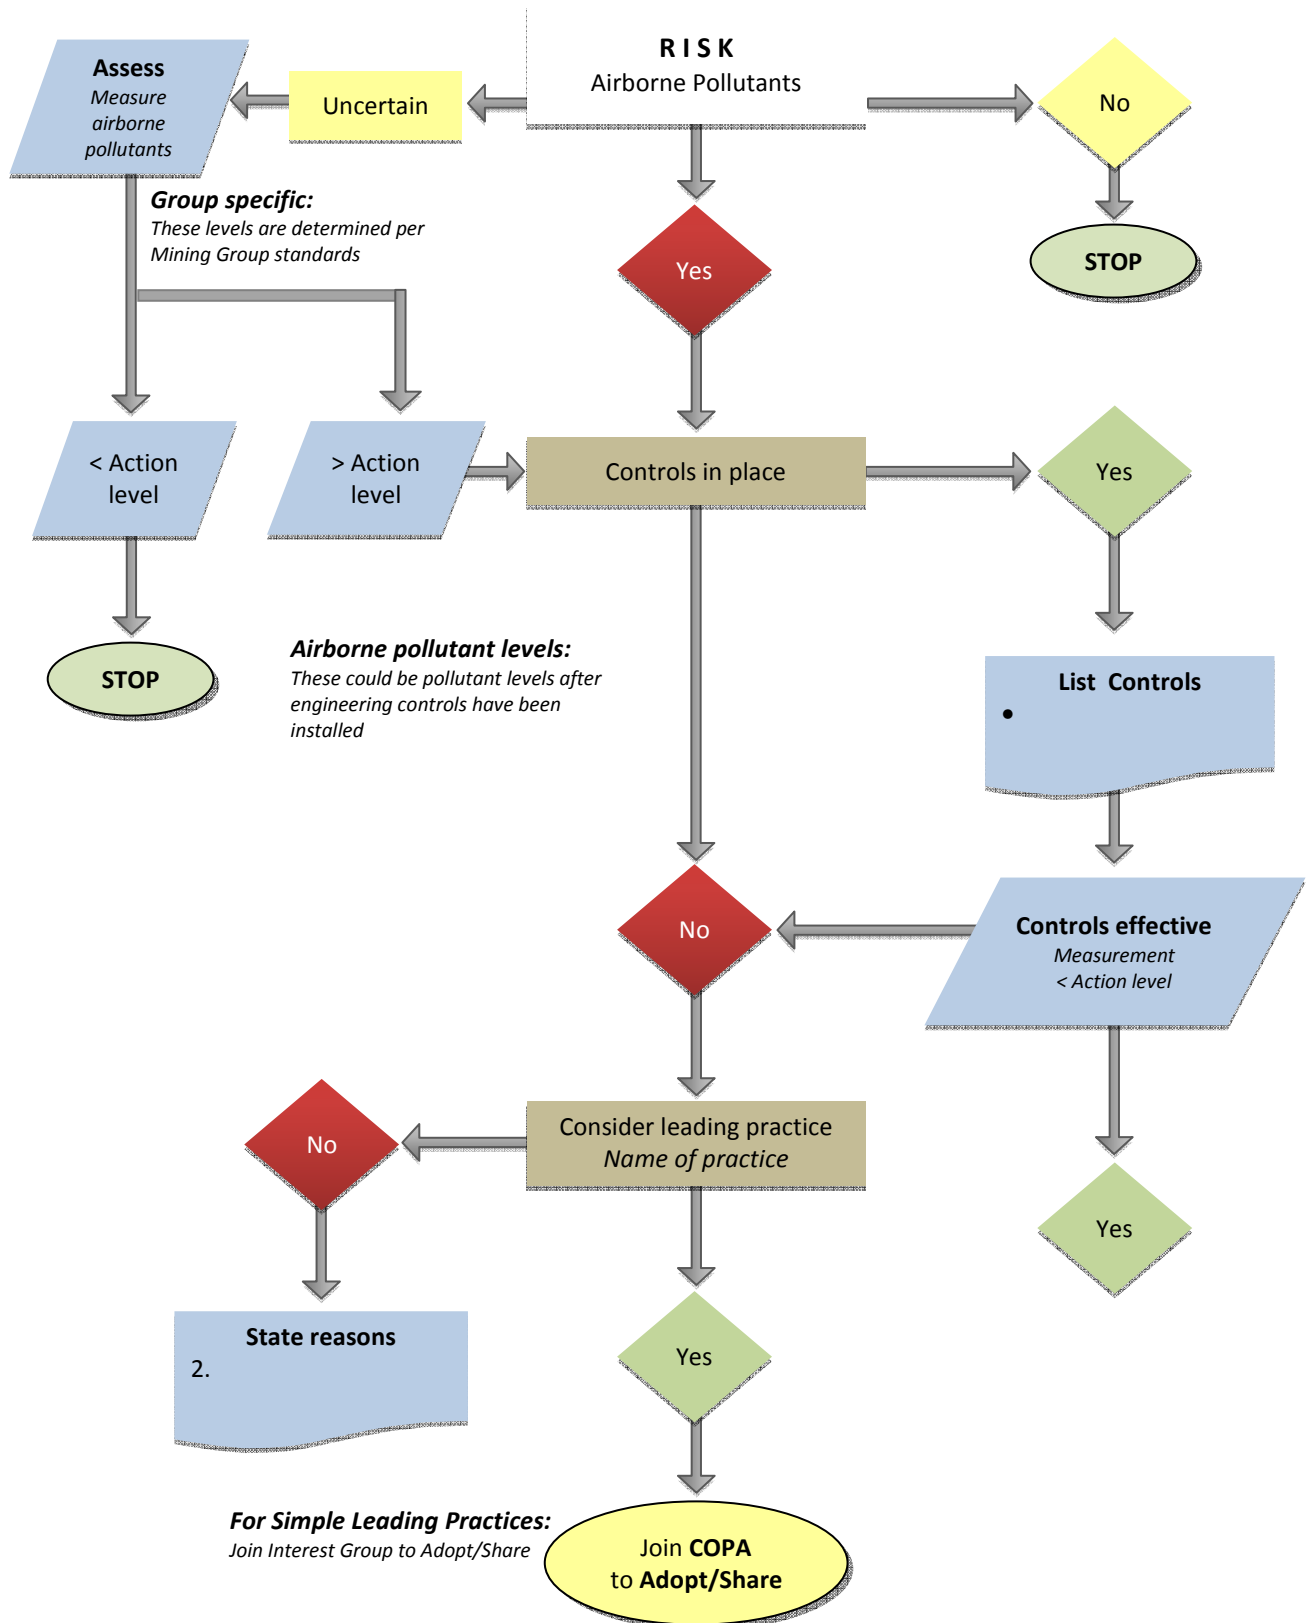 R I S K
Airborne Pollutants
Assess
Measure
airborne
pollutants
Uncertain
No
Group specific:
These levels are determined per
Mining Group standards
Yes
STOP
< Action
level
> Action
level
Controls in place
Yes
STOP
Airborne pollutant levels:
These could be pollutant levels after
engineering controls have been
installed
List Controls
•
No
Controls effective
Measurement
< Action level
No
Consider leading practice
Name of practice
Yes
State reasons
2.
Yes
For Simple Leading Practices:
Join Interest Group to Adopt/Share
Join COPA
to Adopt/Share